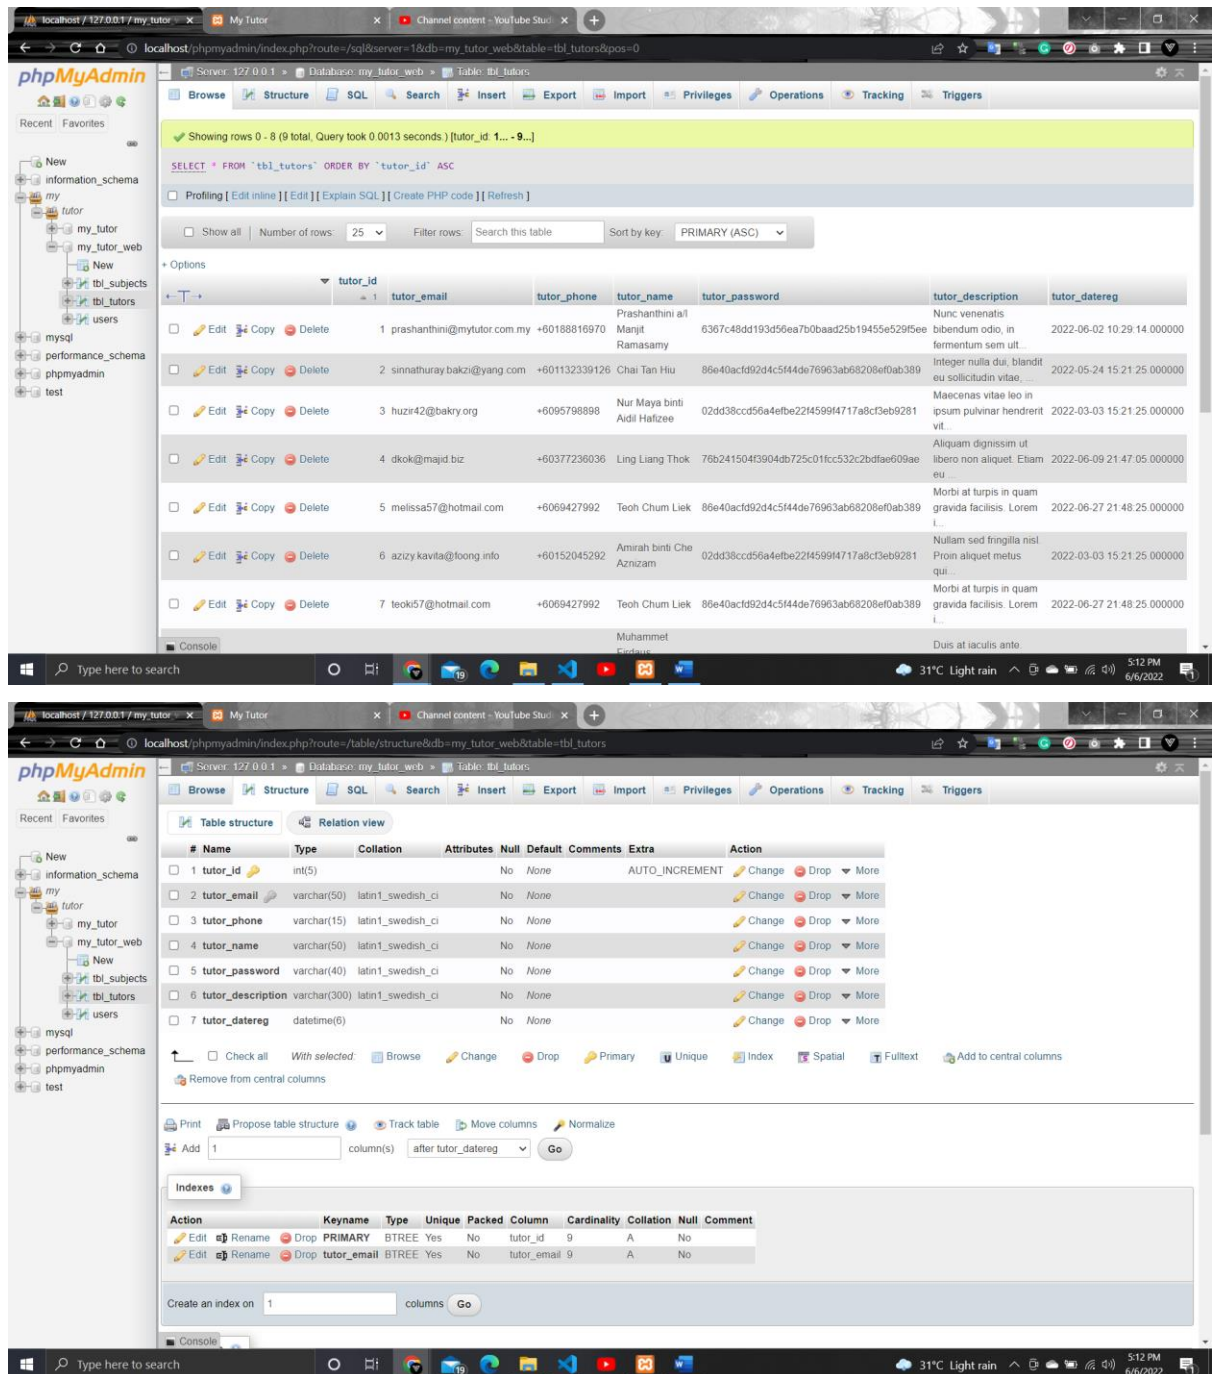 localhost / 127.0.0.1 / my_tutor_ × My Tutor × Channel content - YouTube Stud × +
localhost/phpmyadmin/index.php?route=/sql&server=1&db=my_tutor_web&table=tbl_tutors&pos=0
phpMyAdmin
Server: 127.0.0.1 » Database: my_tutor_web » Table: tbl_tutors
Browse Structure SQL Search Insert Export Import Privileges Operations Tracking Triggers
Recent Favorites
New
information_schema
my
tutor
my_tutor
my_tutor_web
New
tbl_subjects
tbl_tutors
users
mysql
performance_schema
phpmyadmin
test
Showing rows 0 - 8 (9 total, Query took 0.0013 seconds.) [tutor_id: 1... - 9...]
SELECT * FROM `tbl_tutors` ORDER BY `tutor_id` ASC
Profiling [ Edit inline ] [ Edit ] [ Explain SQL ] [ Create PHP code ] [ Refresh ]
Show all | Number of rows: 25 Filter rows: Search this table Sort by key: PRIMARY (ASC)
+ Options
←T→ tutor_id 1 tutor_email tutor_phone tutor_name tutor_password tutor_description tutor_datereg
Edit Copy Delete 1 prashanthini@mytutor.com.my +60188816970 Prashanthini a/l Manjit Ramasamy 6367c48dd193d56ea7b0baad25b19455e529f5ee Nunc venenatis bibendum odio, in fermentum sem ult... 2022-06-02 10:29:14.000000
Edit Copy Delete 2 sinnathuray.bakzi@yang.com +601132339126 Chai Tan Hiu 86e40acfd92d4c5f44de76963ab68208ef0ab389 Integer nulla dui, blandit eu sollicitudin vitae, ... 2022-05-24 15:21:25.000000
Edit Copy Delete 3 huzir42@bakry.org +6095798898 Nur Maya binti Aidil Hafizee 02dd38ccd56a4efbe22f4599f4717a8cf3eb9281 Maecenas vitae leo in ipsum pulvinar hendrerit vit... 2022-03-03 15:21:25.000000
Edit Copy Delete 4 dkok@majid.biz +60377236036 Ling Liang Thok 76b241504f3904db725c01fcc532c2bdfae609ae Aliquam dignissim ut libero non aliquet. Etiam eu ... 2022-06-09 21:47:05.000000
Edit Copy Delete 5 melissa57@hotmail.com +6069427992 Teoh Chum Liek 86e40acfd92d4c5f44de76963ab68208ef0ab389 Morbi at turpis in quam gravida facilisis. Lorem i... 2022-06-27 21:48:25.000000
Edit Copy Delete 6 azizy.kavita@foong.info +60152045292 Amirah binti Che Aznizam 02dd38ccd56a4efbe22f4599f4717a8cf3eb9281 Nullam sed fringilla nisl. Proin aliquet metus qui... 2022-03-03 15:21:25.000000
Edit Copy Delete 7 teoki57@hotmail.com +6069427992 Teoh Chum Liek 86e40acfd92d4c5f44de76963ab68208ef0ab389 Morbi at turpis in quam gravida facilisis. Lorem i... 2022-06-27 21:48:25.000000
Muhammet Firdaus Duis at iaculis ante.
Console
Type here to search 19 31°C Light rain 5:12 PM 6/6/2022 1
localhost / 127.0.0.1 / my_tutor_ × My Tutor × Channel content - YouTube Stud × +
localhost/phpmyadmin/index.php?route=/table/structure&db=my_tutor_web&table=tbl_tutors
phpMyAdmin
Server: 127.0.0.1 » Database: my_tutor_web » Table: tbl_tutors
Browse Structure SQL Search Insert Export Import Privileges Operations Tracking Triggers
Recent Favorites
New
information_schema
my
tutor
my_tutor
my_tutor_web
New
tbl_subjects
tbl_tutors
users
mysql
performance_schema
phpmyadmin
test
Table structure Relation view
# Name Type Collation Attributes Null Default Comments Extra Action
1 tutor_id int(5) No None AUTO_INCREMENT Change Drop More
2 tutor_email varchar(50) latin1_swedish_ci No None Change Drop More
3 tutor_phone varchar(15) latin1_swedish_ci No None Change Drop More
4 tutor_name varchar(50) latin1_swedish_ci No None Change Drop More
5 tutor_password varchar(40) latin1_swedish_ci No None Change Drop More
6 tutor_description varchar(300) latin1_swedish_ci No None Change Drop More
7 tutor_datereg datetime(6) No None Change Drop More
Check all With selected: Browse Change Drop Primary Unique Index Spatial Fulltext Add to central columns
Remove from central columns
Print Propose table structure Track table Move columns Normalize
Add 1 column(s) after tutor_datereg Go
Indexes
Action Keyname Type Unique Packed Column Cardinality Collation Null Comment
Edit Rename Drop PRIMARY BTREE Yes No tutor_id 9 A No
Edit Rename Drop tutor_email BTREE Yes No tutor_email 9 A No
Create an index on 1 columns Go
Console
Type here to search 19 31°C Light rain 5:12 PM 6/6/2022 1